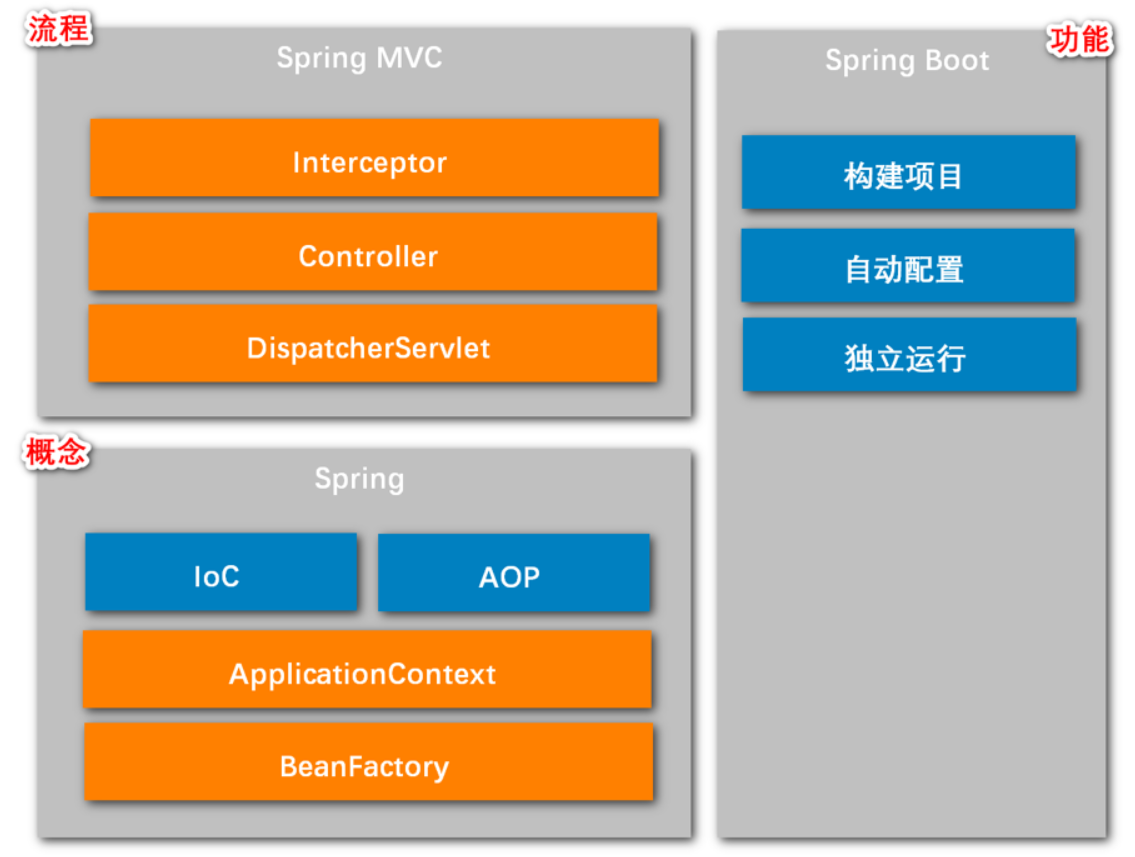 流程
Spring MVC
Interceptor
Controller
DispatcherServlet
概念
Spring
IoC
AOP
ApplicationContext
BeanFactory
功能
Spring Boot
构建项目
自动配置
独立运行